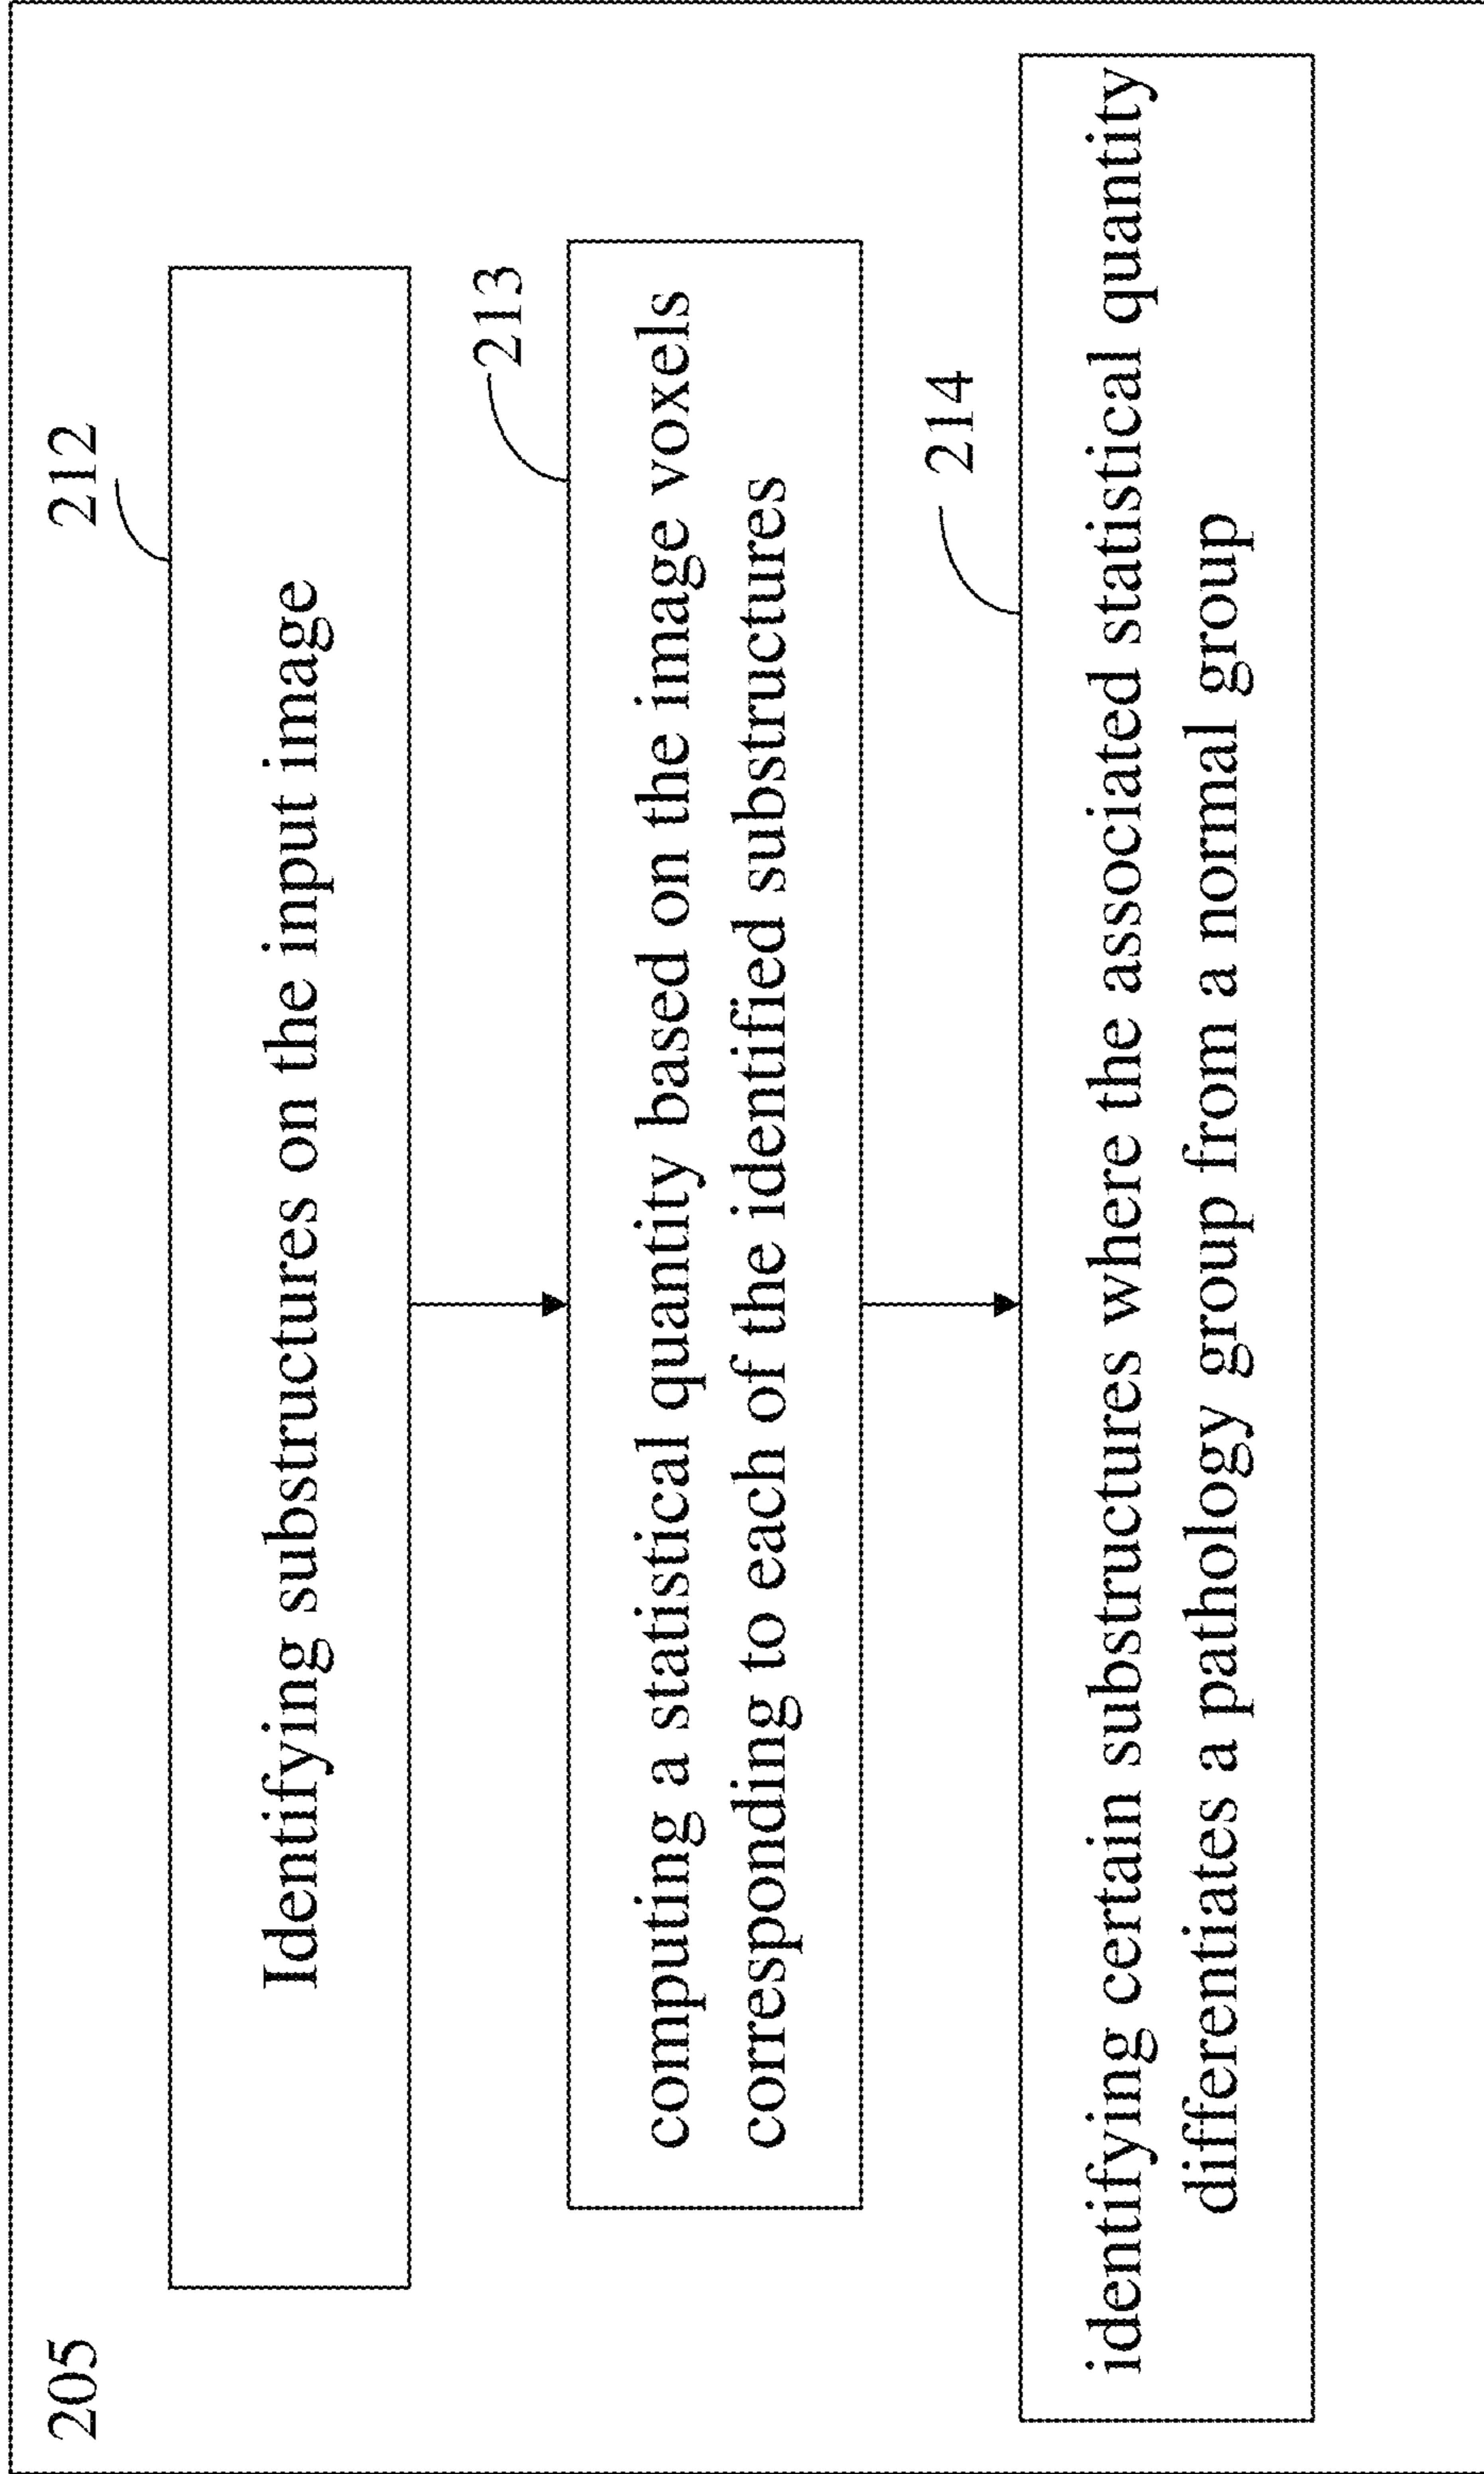 205
212
Identifying substructures on the input image
213
computing a statistical quantity based on the image voxels
corresponding to each of the identified substructures
214
identifying certain substructures where the associated statistical quantity
differentiates a pathology group from a normal group